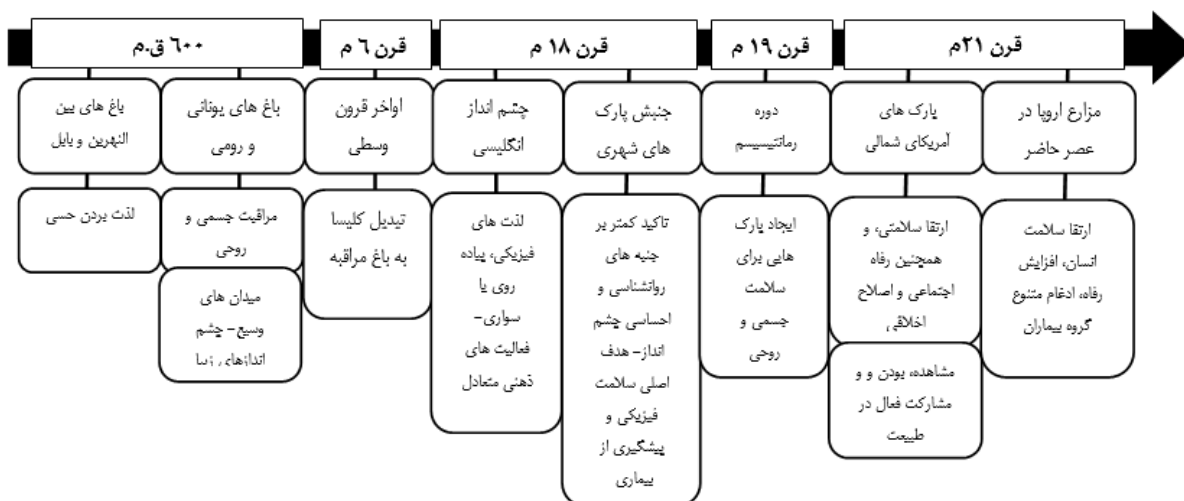 ۶۰۰ ق.م
قرن ۶ م
قرن ۱۸ م
قرن ۱۹ م
قرن ۲۱م
باغ های بین
النهرین و بابل
باغ های یونانی
و رومی
اواخر قرون
وسطی
چشم انداز
انگلیسی
جنبش پارک
های شهری
دوره
رمانتیسیسم
پارک های
آمریکای شمالی
مزارع اروپا در
عصر حاضر
لذت بردن حسی
مراقبت جسمی و
روحی
میدان های
وسیع- چشم
اندازهای زیبا
تبدیل کلیسا
به باغ مراقبه
لذت های
فیزیکی، پیاده
روی یا
سواری-
فعالیت های
ذهنی متعادل
تاکید کمتر بر
جنبه های
روانشناسی و
احساسی چشم
انداز- هدف
اصلی سلامت
فیزیکی و
پیشگیری از
بیماری
ایجاد پارک
هایی برای
سلامت
جسمی و
روحی
ارتقا سلامتی، و
همچنین رفاه
اجتماعی و اصلاح
اخلاقی
مشاهده، بودن و و
مشارکت فعال در
طبیعت
ارتقا سلامت
انسان، افزایش
رفاه، ادغام متنوع
گروه بیماران